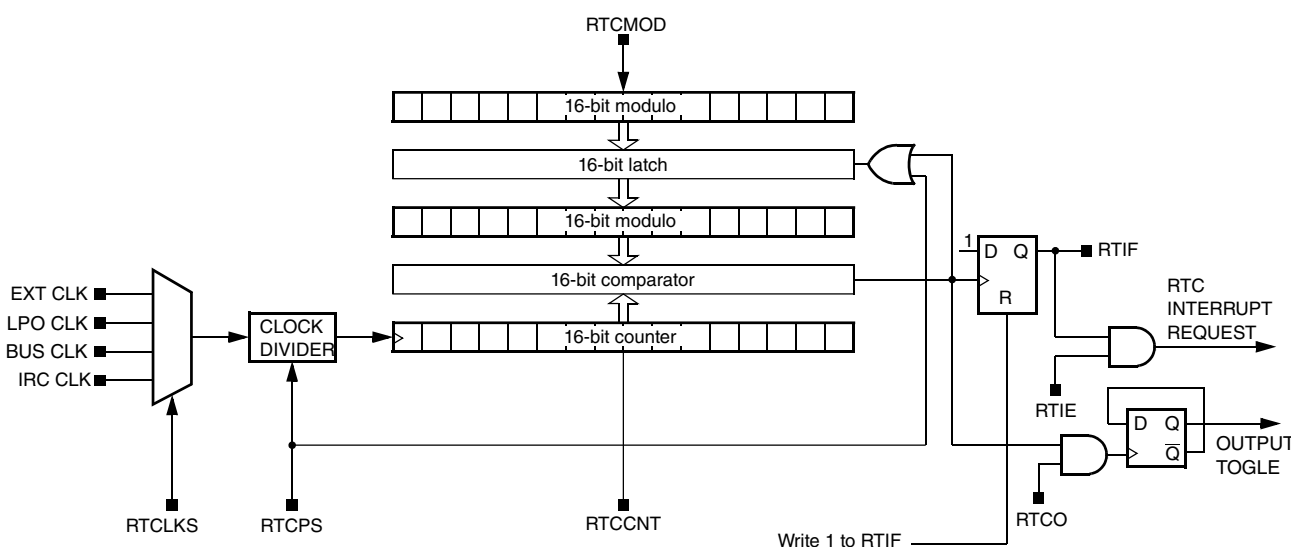 RTCMOD
16-bit modulo
16-bit latch
16-bit modulo
16-bit comparator
16-bit counter
EXT CLK
LPO CLK
BUS CLK
IRC CLK
CLOCK
DIVIDER
1
D Q
R
RTIF
RTC
INTERRUPT
REQUEST
RTIE
D Q
Q
OUTPUT
TOGLE
RTCO
RTCLKS
RTCPS
RTCCNT
Write 1 to RTIF